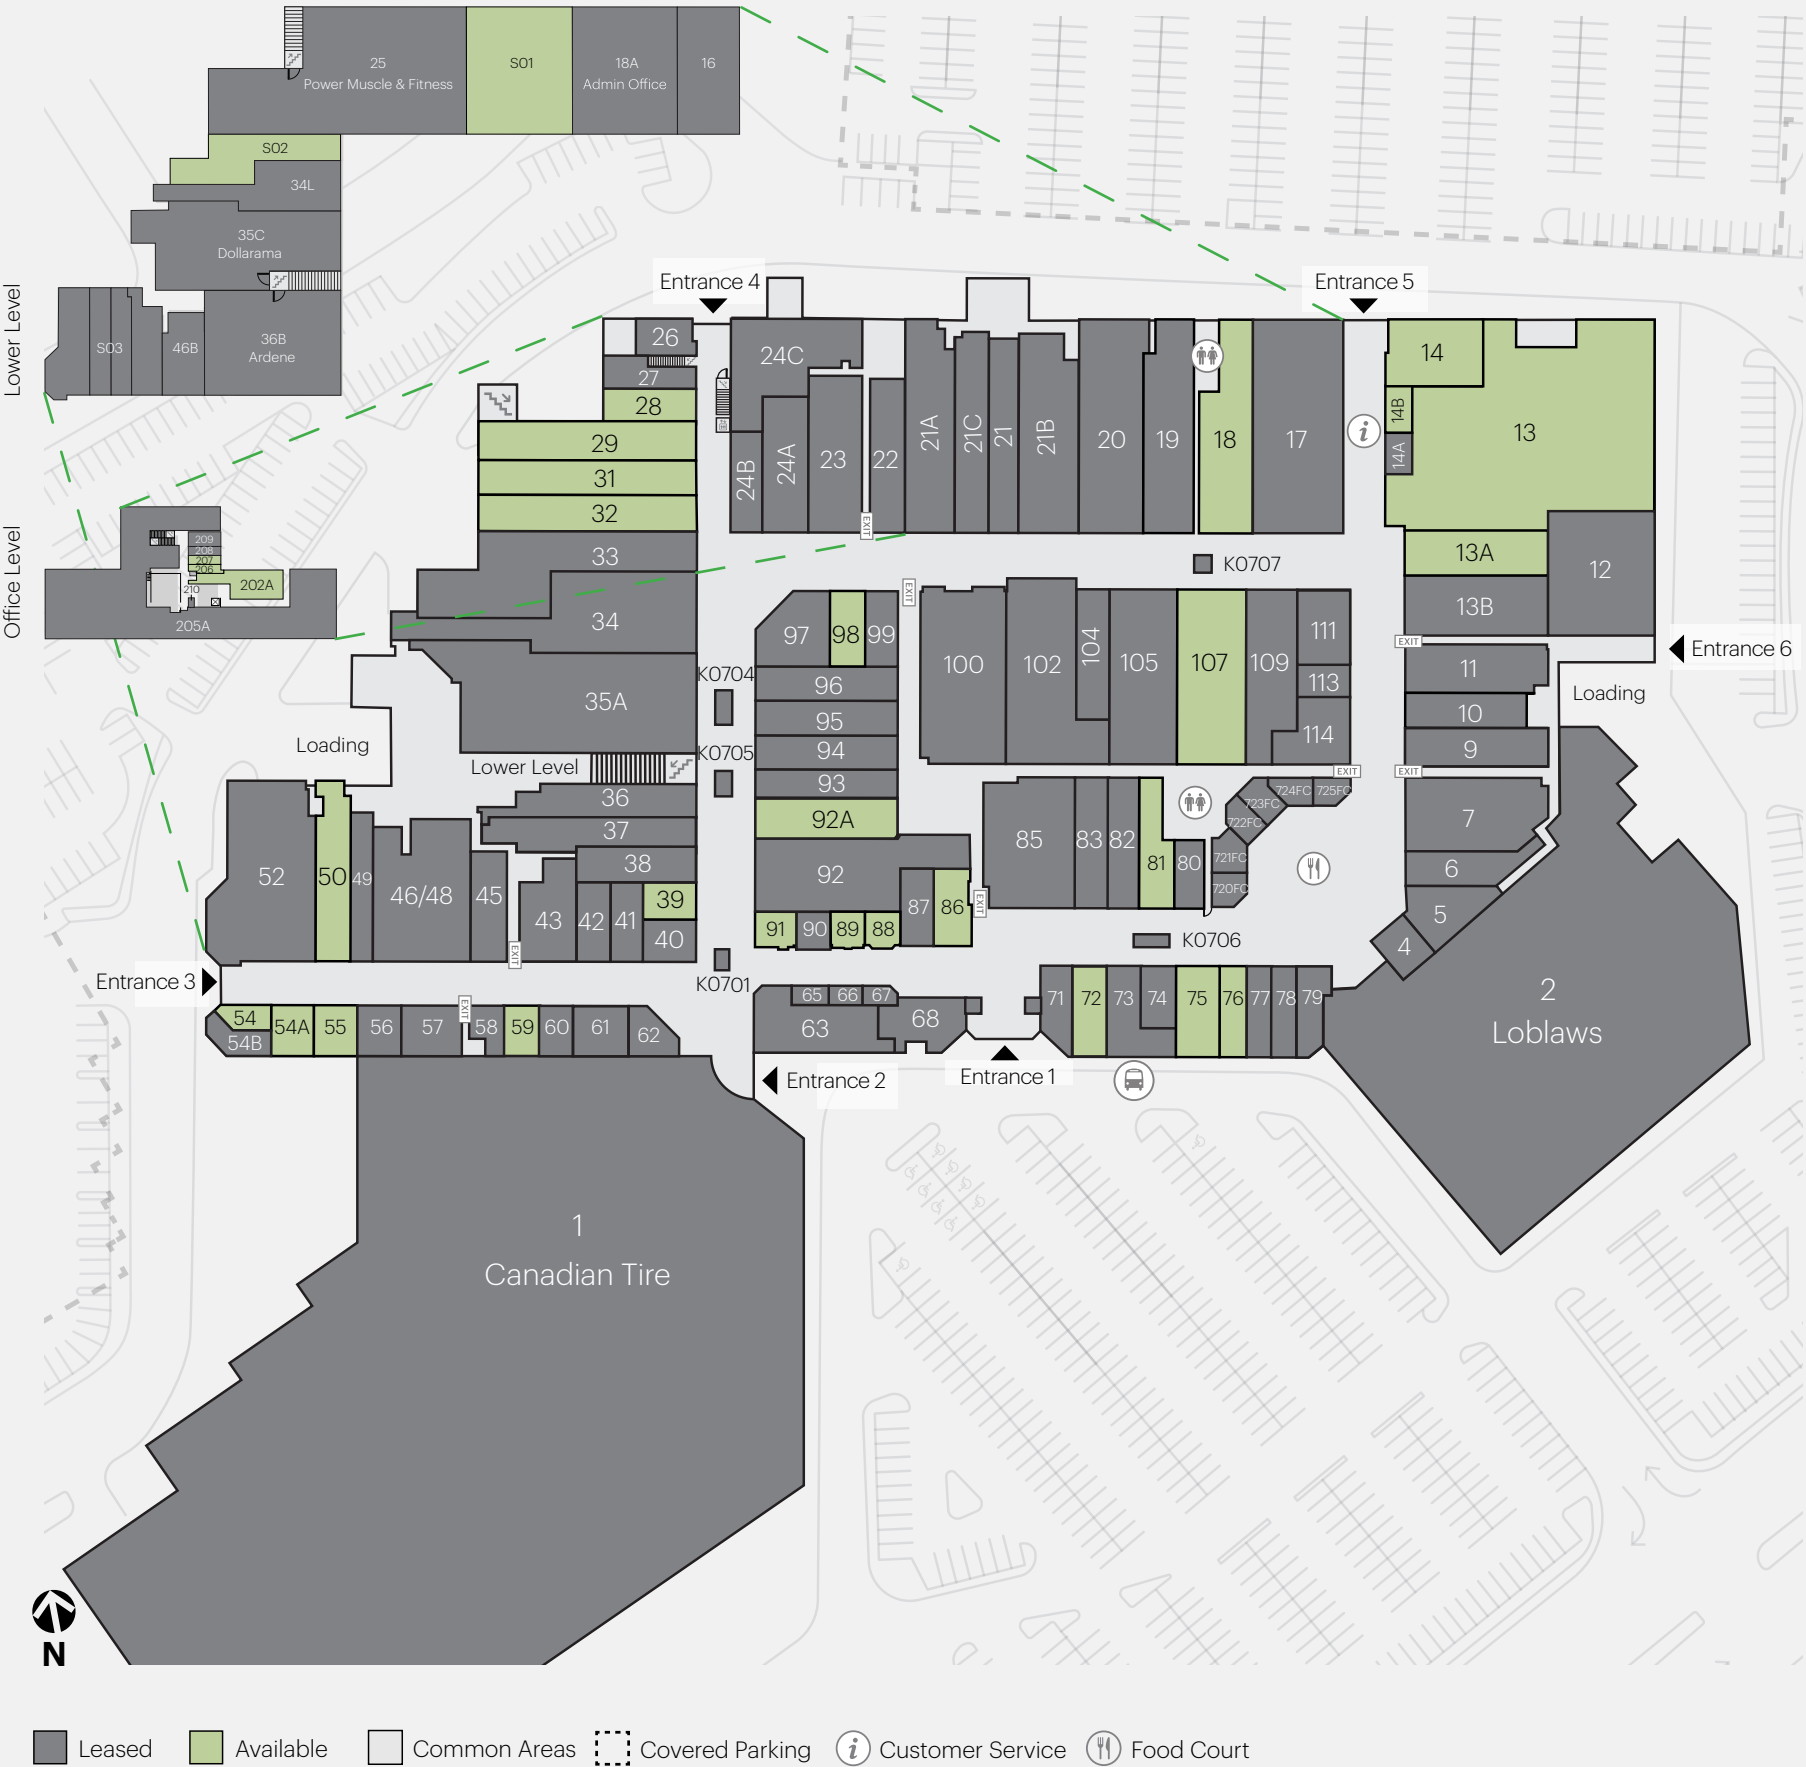 25
Power Muscle & Fitness
S01
18A
Admin Office
16
S02
34L
35C
Dollarama
Lower Level
S03
46B
36B
Ardene
Entrance 4
Entrance 5
26
27
28
29
31
32
33
34
35A
24C
24B
24A
23
22
21A
21C
21
21B
20
19
18
17
14
14B
14A
13
13A
13B
12
EXIT
K0707
Office Level
209
208
207
206
202A
210
205A
97
98
99
96
95
94
93
92A
92
EXIT
100
102
104
105
107
109
111
113
114
EXIT
Entrance 6
11
10
9
Loading
K0704
K0705
Loading
Lower Level
36
37
38
39
40
41
42
43
EXIT
45
46/48
49
50
52
91
90
89
88
87
86
EXIT
85
83
82
81
80
EXIT
EXIT
725FC
724FC
723FC
722FC
721FC
720FC
7
6
5
4
2
Loblaws
K0706
K0701
Entrance 3
54
54B
54A
55
56
57
EXIT
58
59
60
61
62
63
65
66
67
68
71
72
73
74
75
76
77
78
79
Entrance 2
Entrance 1
1
Canadian Tire
N
Leased
Available
Common Areas
Covered Parking
i Customer Service
Food Court